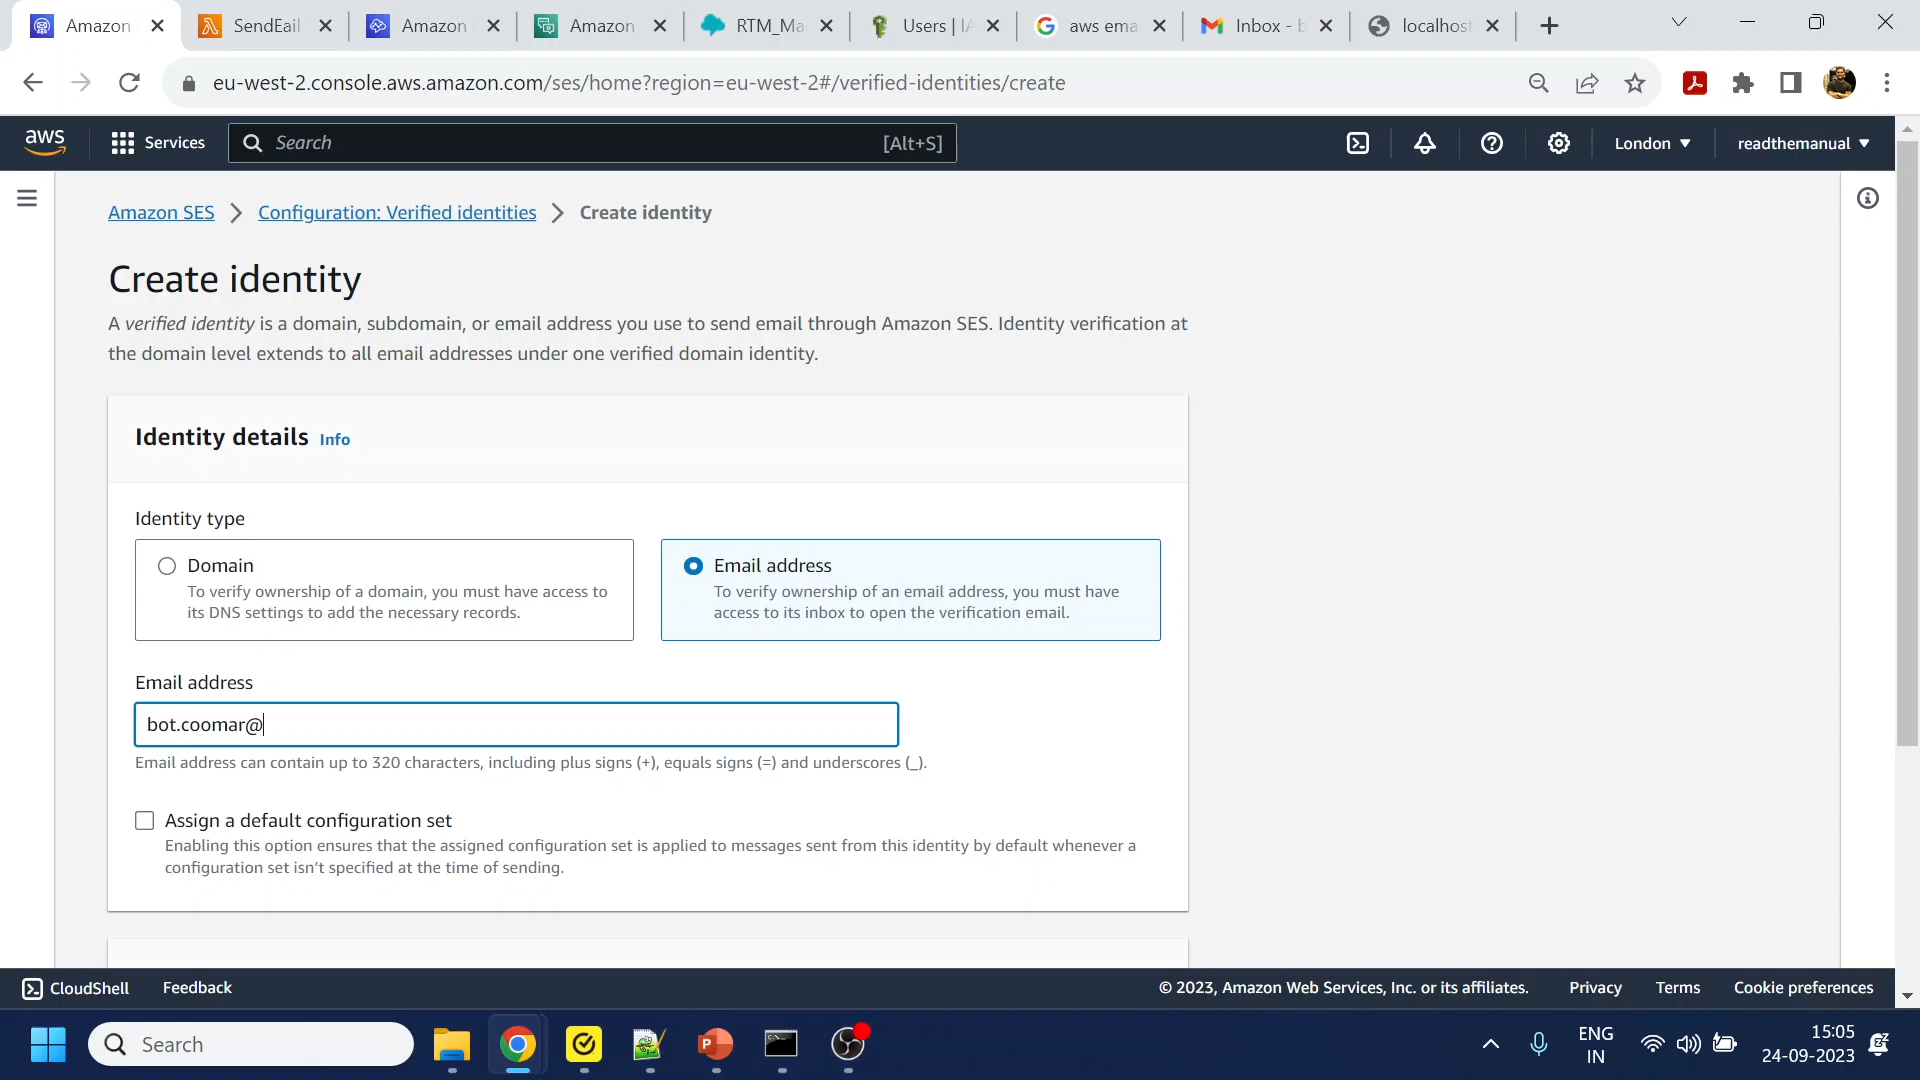 Amazon
SendEail
Amazon
Amazon
RTM_Ma
Users | IA
aws ema
Inbox - b
localhost
eu-west-2.console.aws.amazon.com/ses/home?region=eu-west-2#/verified-identities/create
aws
Services
Search
[Alt+S]
London
readthemanual
Amazon SES
Configuration: Verified identities
Create identity
Create identity
A verified identity is a domain, subdomain, or email address you use to send email through Amazon SES. Identity verification at
the domain level extends to all email addresses under one verified domain identity.
Identity details Info
Identity type
Domain
To verify ownership of a domain, you must have access to
its DNS settings to add the necessary records.
Email address
To verify ownership of an email address, you must have
access to its inbox to open the verification email.
Email address
bot.coomar@
Email address can contain up to 320 characters, including plus signs (+), equals signs (=) and underscores (_).
Assign a default configuration set
Enabling this option ensures that the assigned configuration set is applied to messages sent from this identity by default whenever a
configuration set isn’t specified at the time of sending.
CloudShell
Feedback
© 2023, Amazon Web Services, Inc. or its affiliates.
Privacy
Terms
Cookie preferences
Search
ENG
IN
15:05
24-09-2023